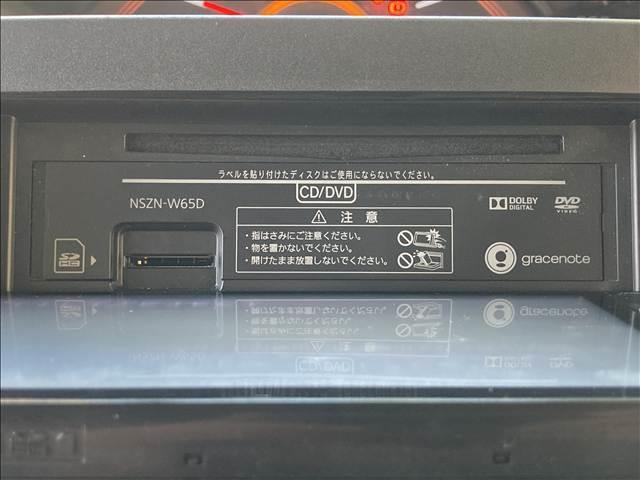 ラベルを貼り付けたディスクはご使用にならないでください。
CD/DVD
NSZN-W65D
DOLBY
DIGITAL
DVD
VIDEO
⚠ 注意
・指はさみにご注意ください。
・物を置かないでください。
・開けたまま放置しないでください。
SD
HC
gracenote